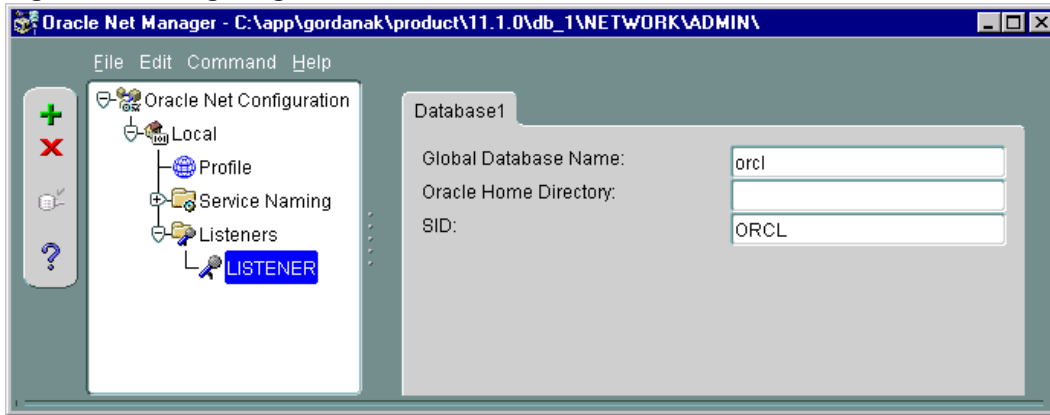 Oracle Net Manager - C:\app\gordanak\product\11.1.0\db_1\NETWORK\ADMIN\
File Edit Command Help
Oracle Net Configuration
Local
Profile
Service Naming
Listeners
LISTENER
Database1
Global Database Name: orcl
Oracle Home Directory:
SID: ORCL